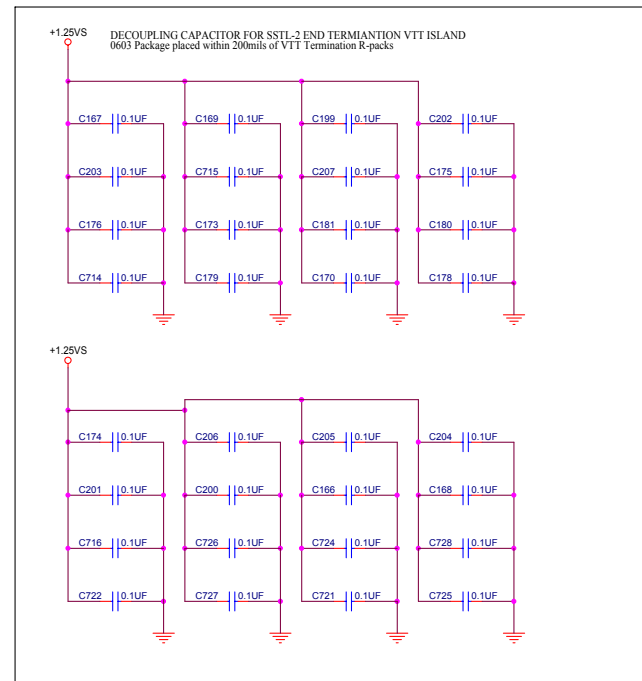 +1.25VS
DECOUPLING CAPACITOR FOR SSTL-2 END TERMIANTION VTT ISLAND
0603 Package placed within 200mils of VTT Termination R-packs
C167 0.1UF C169 0.1UF C199 0.1UF C202 0.1UF
C203 0.1UF C715 0.1UF C207 0.1UF C175 0.1UF
C176 0.1UF C173 0.1UF C181 0.1UF C180 0.1UF
C714 0.1UF C179 0.1UF C170 0.1UF C178 0.1UF
+1.25VS
C174 0.1UF C206 0.1UF C205 0.1UF C204 0.1UF
C201 0.1UF C200 0.1UF C166 0.1UF C168 0.1UF
C716 0.1UF C726 0.1UF C724 0.1UF C728 0.1UF
C722 0.1UF C727 0.1UF C721 0.1UF C725 0.1UF